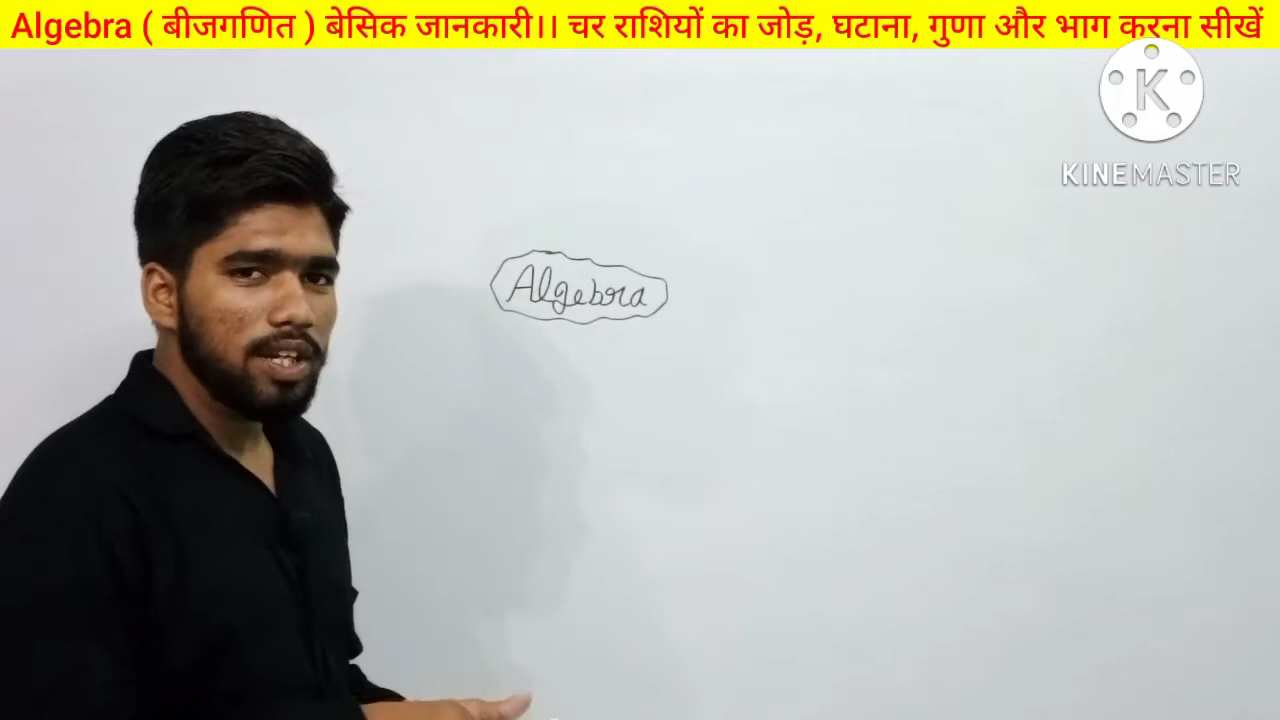 Algebra ( बीजगणित ) बेसिक जानकारी।। चर राशियों का जोड़, घटाना, गुणा और भाग करना सीखें
K
KINEMASTER
Algebra